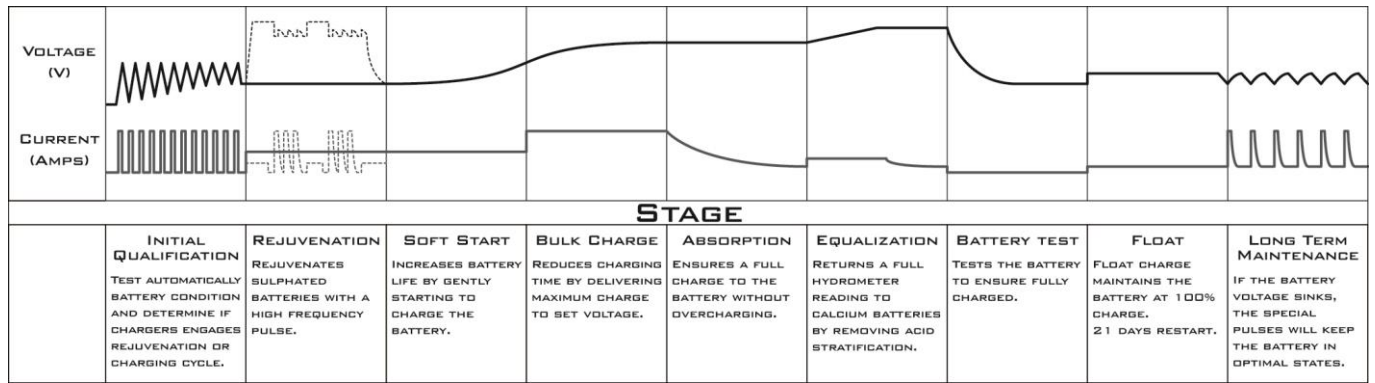 VOLTAGE
(V)
CURRENT
(AMPS)
STAGE
INITIAL
QUALIFICATION
TEST AUTOMATICALLY
BATTERY CONDITION
AND DETERMINE IF
CHARGERS ENGAGES
REJUVENATION OR
CHARGING CYCLE.
REJUVENATION
REJUVENATES
SULPHATED
BATTERIES WITH A
HIGH FREQUENCY
PULSE.
SOFT START
INCREASES BATTERY
LIFE BY GENTLY
STARTING TO
CHARGE THE
BATTERY.
BULK CHARGE
REDUCES CHARGING
TIME BY DELIVERING
MAXIMUM CHARGE
TO SET VOLTAGE.
ABSORPTION
ENSURES A FULL
CHARGE TO THE
BATTERY WITHOUT
OVERCHARGING.
EQUALIZATION
RETURNS A FULL
HYDROMETER
READING TO
CALCIUM BATTERIES
BY REMOVING ACID
STRATIFICATION.
BATTERY TEST
TESTS THE BATTERY
TO ENSURE FULLY
CHARGED.
FLOAT
FLOAT CHARGE
MAINTAINS THE
BATTERY AT 100%
CHARGE.
21 DAYS RESTART.
LONG TERM
MAINTENANCE
IF THE BATTERY
VOLTAGE SINKS,
THE SPECIAL
PULSES WILL KEEP
THE BATTERY IN
OPTIMAL STATES.